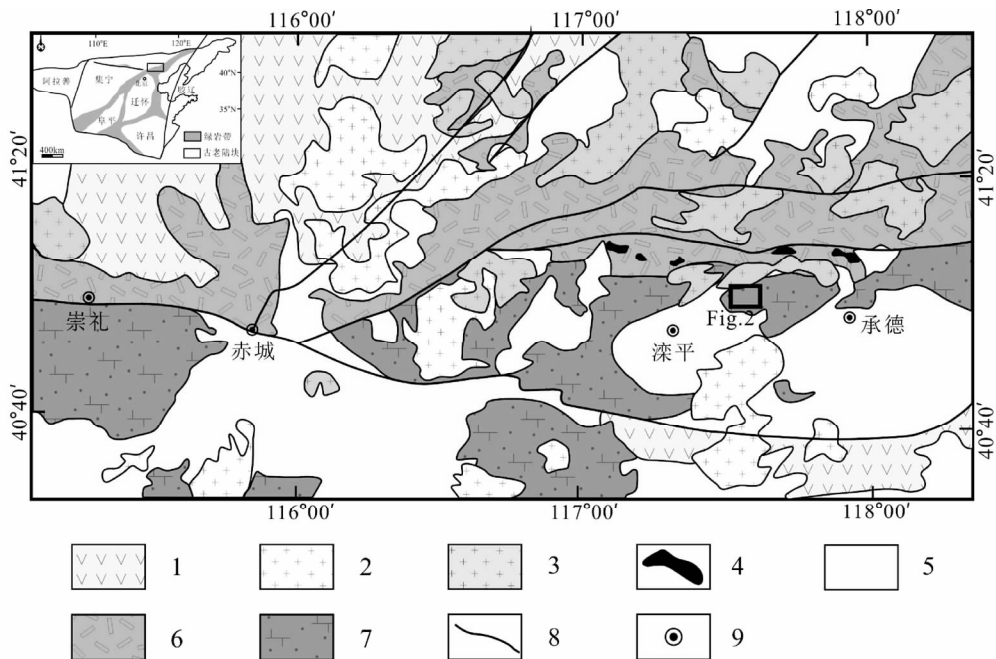 116°00′ 117°00′ 118°00′
110°E 120°E
阿拉善 集宁 40°N
迁怀 胶辽
35°N
阜平 许昌
绿岩带
400km 古老陆块
41°20′ 41°20′
崇礼
赤城
Fig.2
滦平 承德
40°40′ 40°40′
116°00′ 117°00′ 118°00′
1 2 3 4 5
6 7 8 9